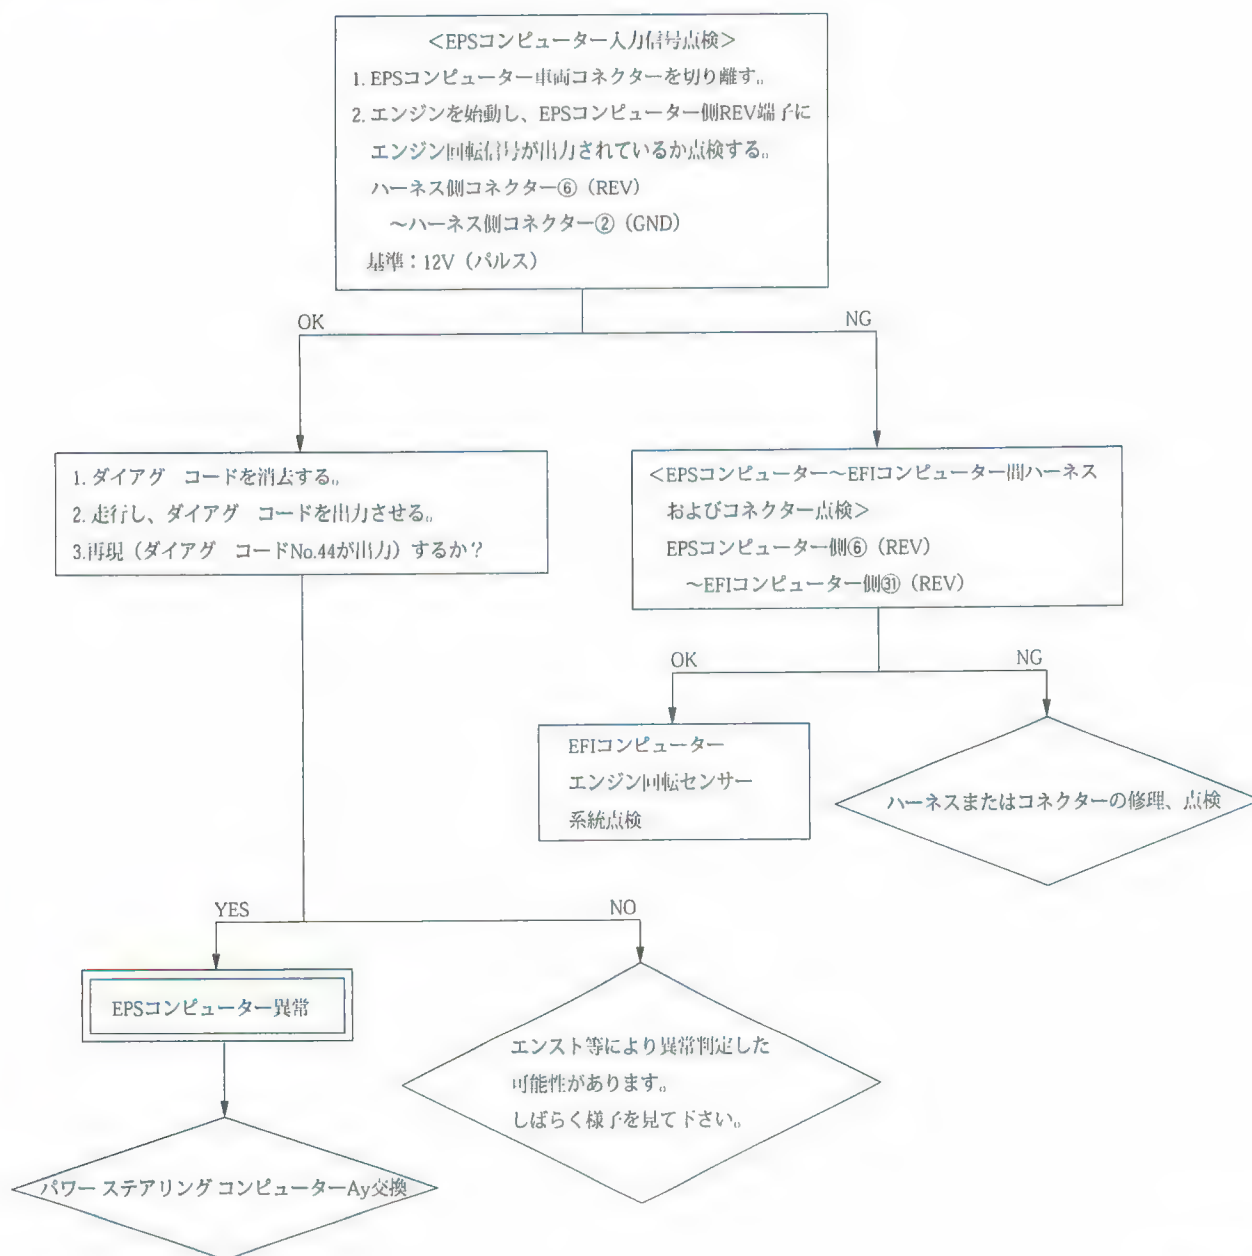 <EPSコンピューター入力信号点検>
1. EPSコンピューター車両コネクターを切り離す。
2. エンジンを始動し、EPSコンピューター側REV端子に
エンジン回転信号が出力されているか点検する。
ハーネス側コネクター⑥（REV）
～ハーネス側コネクター②（GND）
基準：12V（パルス）
OK
NG
1. ダイアグ　コードを消去する。
2. 走行し、ダイアグ　コードを出力させる。
3.再現（ダイアグ　コードNo.44が出力）するか？
<EPSコンピューター～EFIコンピューター間ハーネス
およびコネクター点検>
EPSコンピューター側⑥（REV）
～EFIコンピューター側㉛（REV）
OK
NG
EFIコンピューター
エンジン回転センサー
系統点検
ハーネスまたはコネクターの修理、点検
YES
NO
EPSコンピューター異常
エンスト等により異常判定した
可能性があります。
しばらく様子を見て下さい。
パワー ステアリング コンピューターAy交換